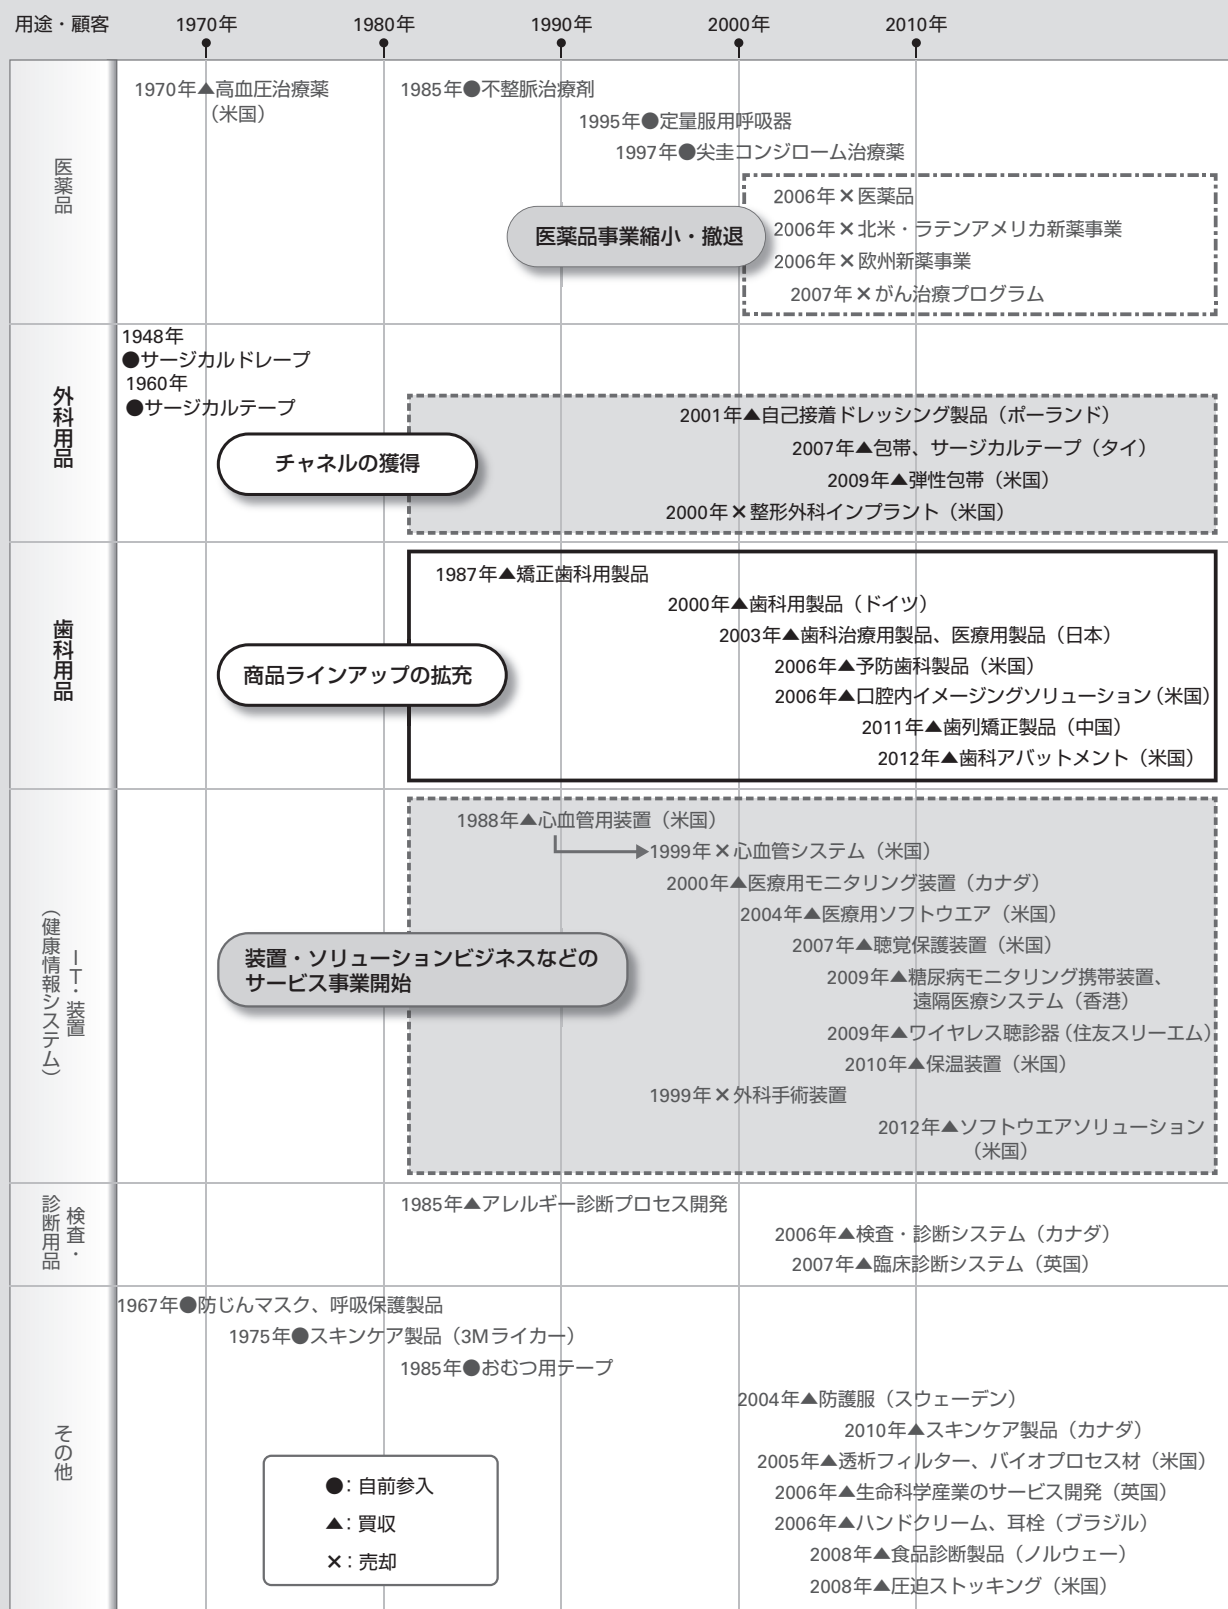 用途・顧客
1970年
1980年
1990年
2000年
2010年
医薬品
1970年▲高血圧治療薬
(米国)
1985年●不整脈治療剤
1995年●定量服用呼吸器
1997年●尖圭コンジローム治療薬
2006年×医薬品
医薬品事業縮小・撤退
2006年×北米・ラテンアメリカ新薬事業
2006年×欧州新薬事業
2007年×がん治療プログラム
外科用品
1948年
●サージカルドレープ
1960年
●サージカルテープ
2001年▲自己接着ドレッシング製品(ポーランド)
2007年▲包帯、サージカルテープ(タイ)
チャネルの獲得
2009年▲弾性包帯(米国)
2000年×整形外科インプラント(米国)
歯科用品
1987年▲矯正歯科用製品
2000年▲歯科用製品(ドイツ)
2003年▲歯科治療用製品、医療用製品(日本)
商品ラインアップの拡充
2006年▲予防歯科製品(米国)
2006年▲口腔内イメージングソリューション(米国)
2011年▲歯列矯正製品(中国)
2012年▲歯科アバットメント(米国)
IT・装置
(健康情報システム)
1988年▲心血管用装置(米国)
1999年×心血管システム(米国)
2000年▲医療用モニタリング装置(カナダ)
2004年▲医療用ソフトウエア(米国)
2007年▲聴覚保護装置(米国)
装置・ソリューションビジネスなどの
サービス事業開始
2009年▲糖尿病モニタリング携帯装置、
遠隔医療システム(香港)
2009年▲ワイヤレス聴診器(住友スリーエム)
2010年▲保温装置(米国)
1999年×外科手術装置
2012年▲ソフトウエアソリューション
(米国)
検査・
診断用品
1985年▲アレルギー診断プロセス開発
2006年▲検査・診断システム(カナダ)
2007年▲臨床診断システム(英国)
その他
1967年●防じんマスク、呼吸保護製品
1975年●スキンケア製品(3Mライカー)
1985年●おむつ用テープ
2004年▲防護服(スウェーデン)
2010年▲スキンケア製品(カナダ)
2005年▲透析フィルター、バイオプロセス材(米国)
2006年▲生命科学産業のサービス開発(英国)
2006年▲ハンドクリーム、耳栓(ブラジル)
2008年▲食品診断製品(ノルウェー)
2008年▲圧迫ストッキング(米国)
●:自前参入
▲:買収
×:売却